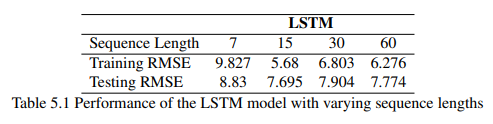 LSTM
Sequence Length 7 15 30 60
Training RMSE 9.827 5.68 6.803 6.276
Testing RMSE 8.83 7.695 7.904 7.774
Table 5.1 Performance of the LSTM model with varying sequence lengths